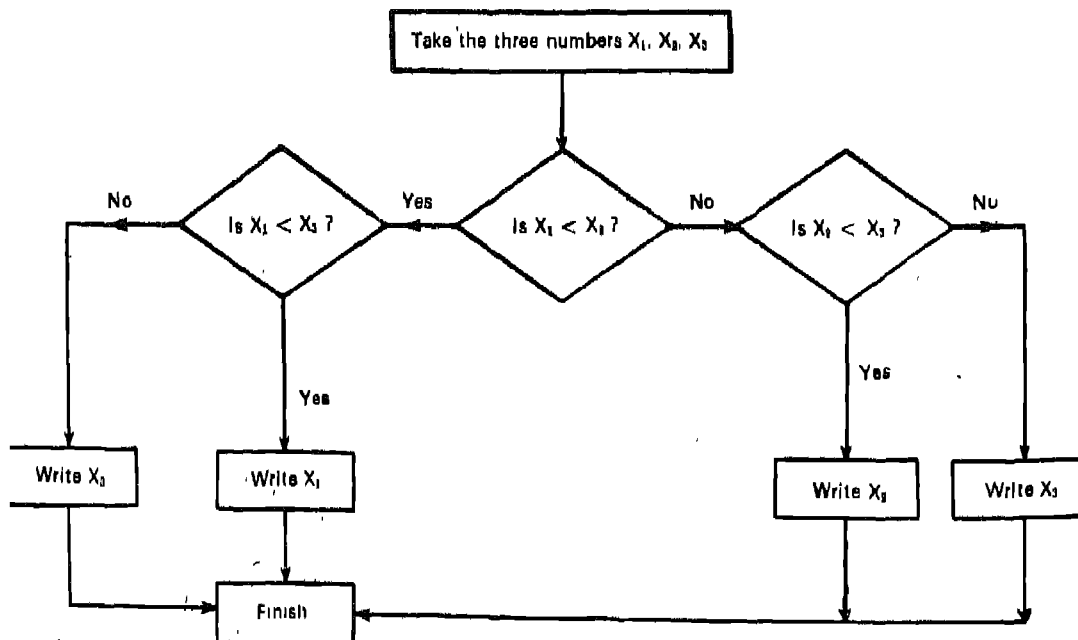 Take the three numbers X₁, X₂, X₃
No
Is X₁ < X₃ ?
Yes
Is X₁ < X₂ ?
No
Is X₂ < X₃ ?
No
Yes
Yes
Write X₃
Write X₁
Write X₂
Write X₃
Finish